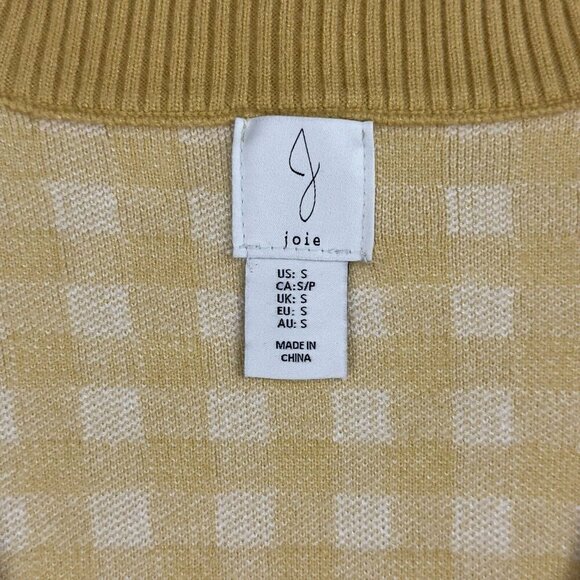 J
joie
US: S
CA:S/P
UK: S
EU: S
AU: S
MADE IN
CHINA